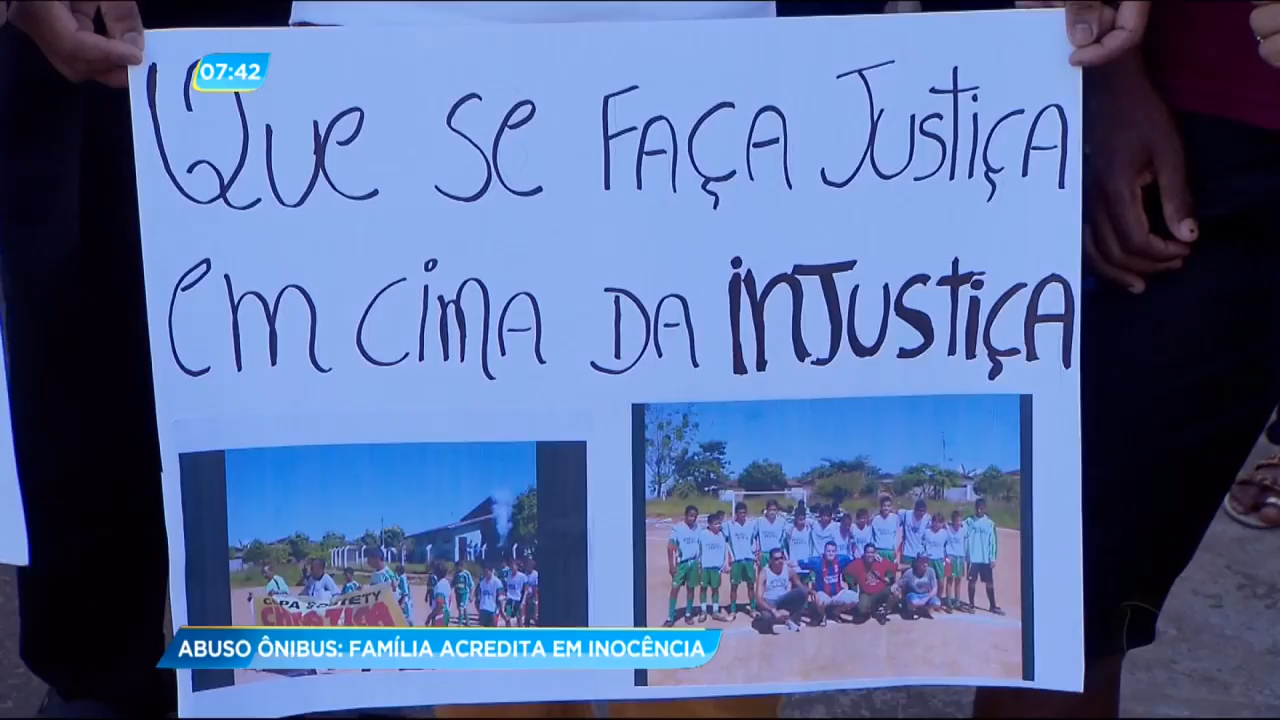 07:42
QUe Se FAÇA JUSTiÇA
em CimA DA inJUSTiÇA
ABUSO ÔNIBUS: FAMÍLIA ACREDITA EM INOCÊNCIA